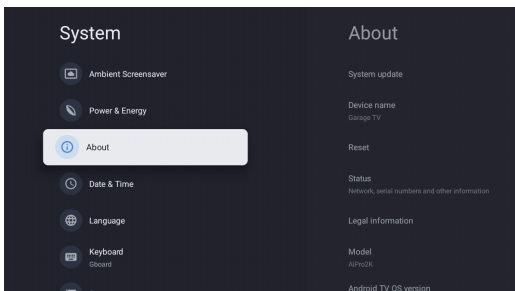 System
Ambient Screensaver
Power & Energy
About
Date & Time
Language
Keyboard
Gboard
About
System update
Device name
Garage TV
Reset
Status
Network, serial numbers and other information
Legal information
Model
AiPro2K
Android TV OS version